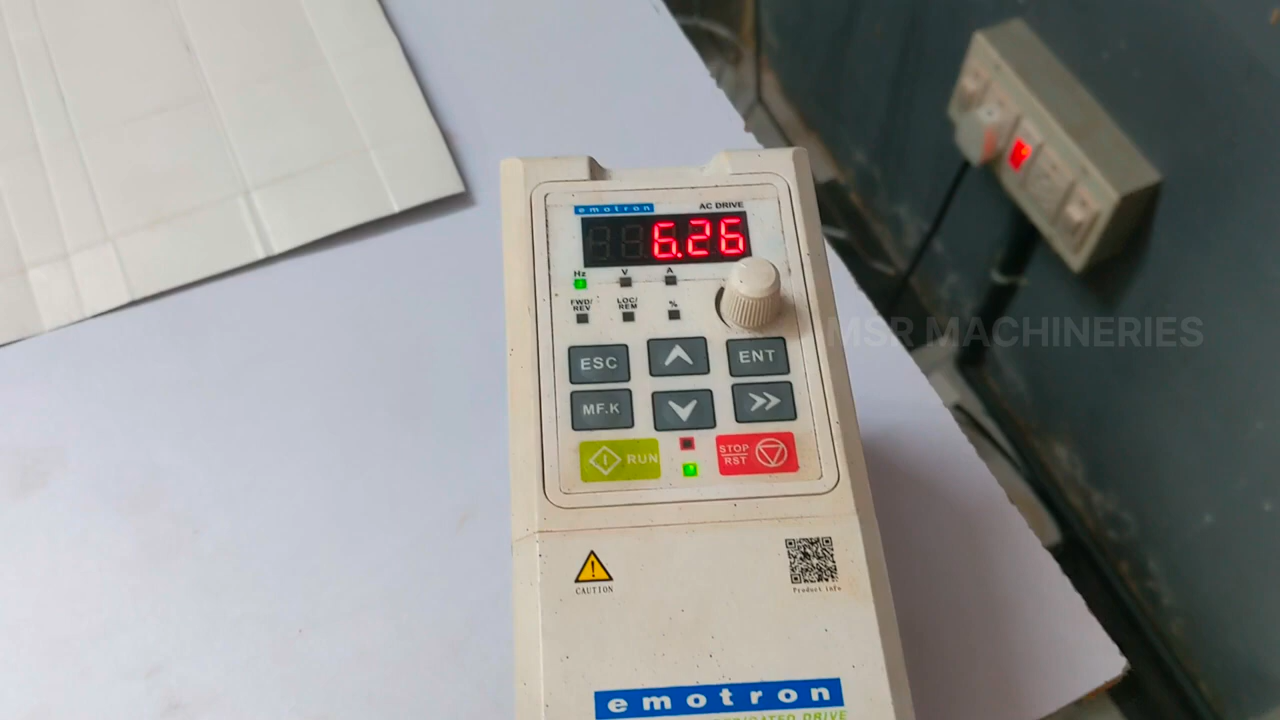 emotron AC DRIVE
6.26
Hz V A
FWD/REV LOC/REM %
ESC ENT
MF.K
RUN STOP RST
CAUTION
Product info
emotron
DRIVE
MSR MACHINERIES